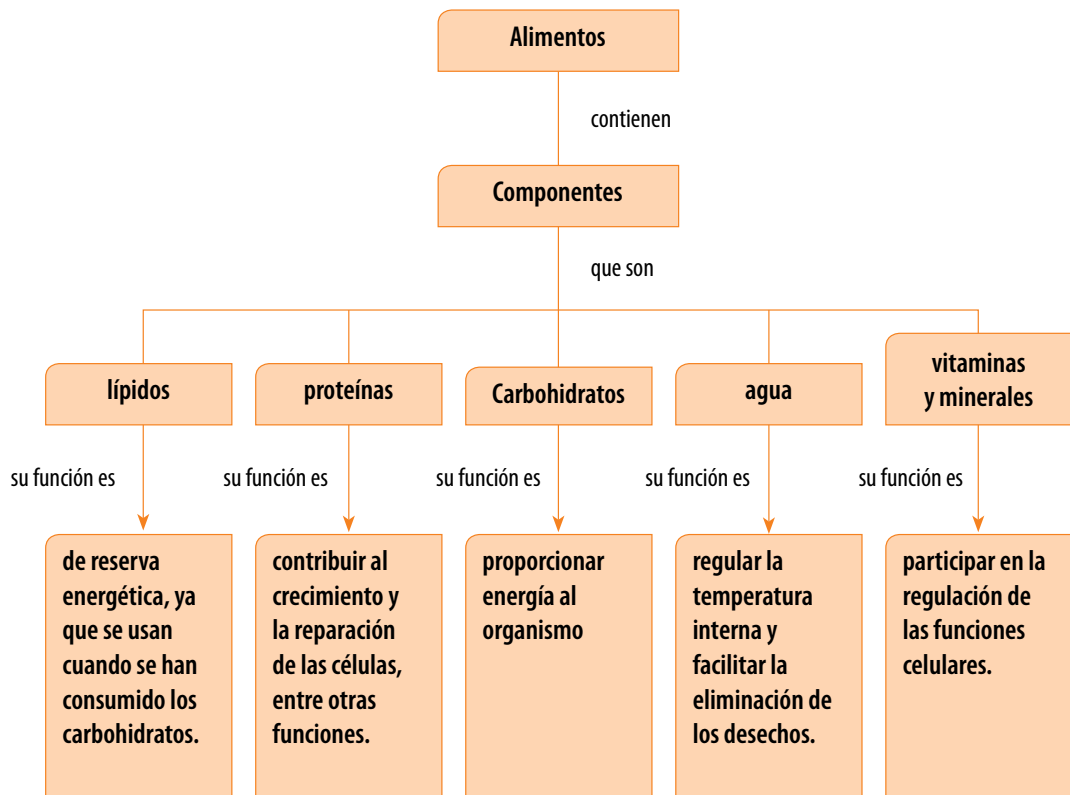 Alimentos
contienen
Componentes
que son
lípidos
proteínas
Carbohidratos
agua
vitaminas
y minerales
su función es
su función es
su función es
su función es
su función es
de reserva
energética, ya
que se usan
cuando se han
consumido los
carbohidratos.
contribuir al
crecimiento y
la reparación
de las células,
entre otras
funciones.
proporcionar
energía al
organismo
regular la
temperatura
interna y
facilitar la
eliminación de
los desechos.
participar en la
regulación de
las funciones
celulares.